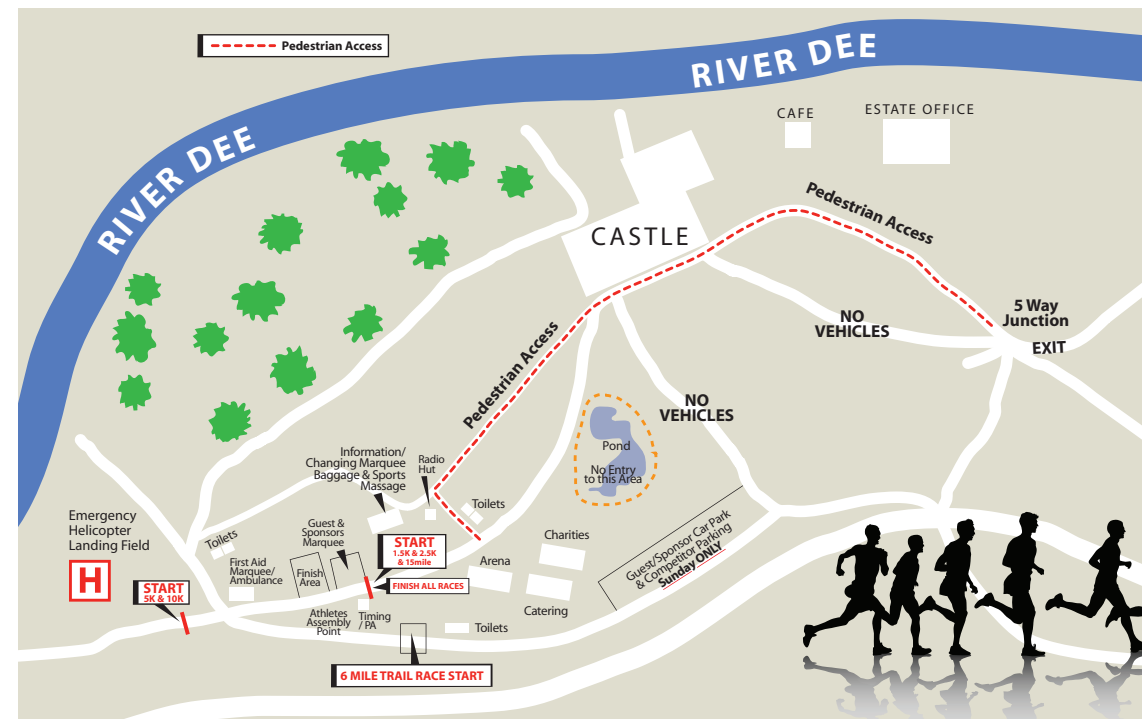 Pedestrian Access
RIVER DEE
RIVER DEE
CAFE
ESTATE OFFICE
CASTLE
Pedestrian Access
5 Way
Junction
EXIT
NO
VEHICLES
Pedestrian Access
NO
VEHICLES
Pond
No Entry
to this Area
Information/
Changing Marquee
Baggage & Sports
Massage
Radio
Hut
Toilets
Emergency
Helicopter
Landing Field
H
Toilets
Guest &
Sponsors
Marquee
START
1.5K & 2.5K
& 15mile
FINISH ALL RACES
Charities
Arena
Guest/Sponsor Car Park
& Competitor Parking
Sunday ONLY
First Aid
Marquee/
Ambulance
Finish
Area
START
5K & 10K
Athletes
Assembly
Point
Timing
/ PA
Catering
Toilets
6 MILE TRAIL RACE START